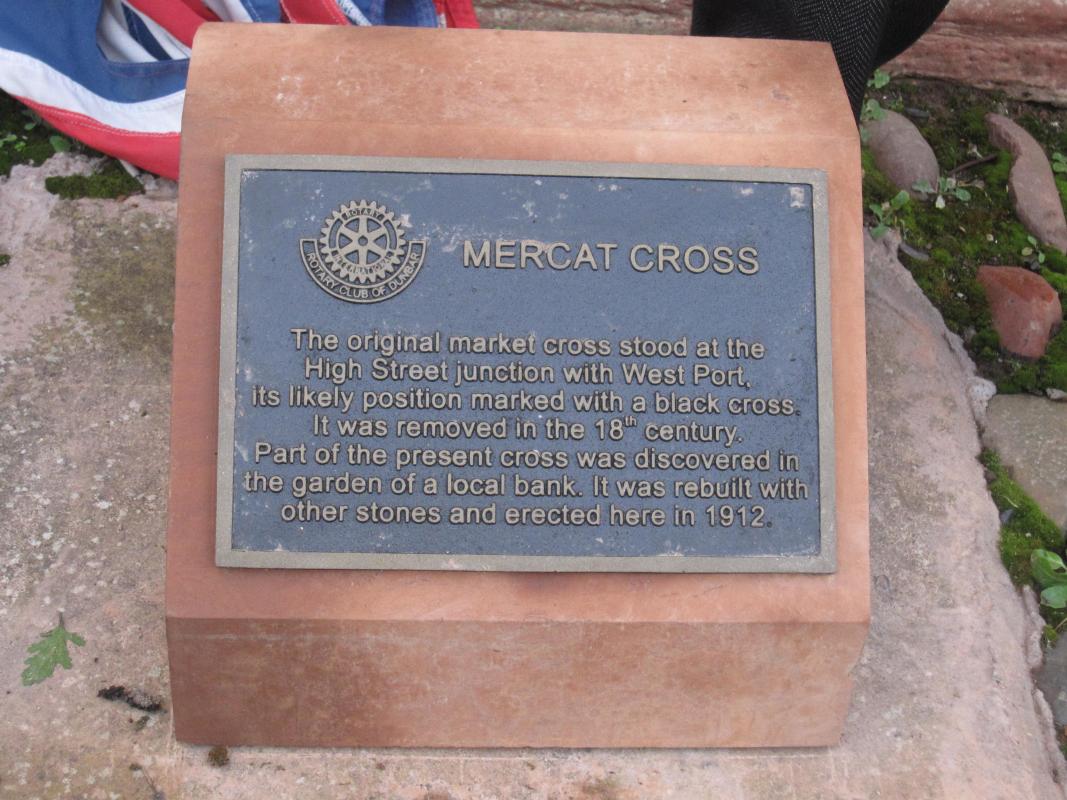 ROTARY
INTERNATIONAL
ROTARY CLUB OF DUNBAR
MERCAT CROSS
The original market cross stood at the
High Street junction with West Port,
its likely position marked with a black cross.
It was removed in the 18th century.
Part of the present cross was discovered in
the garden of a local bank. It was rebuilt with
other stones and erected here in 1912.